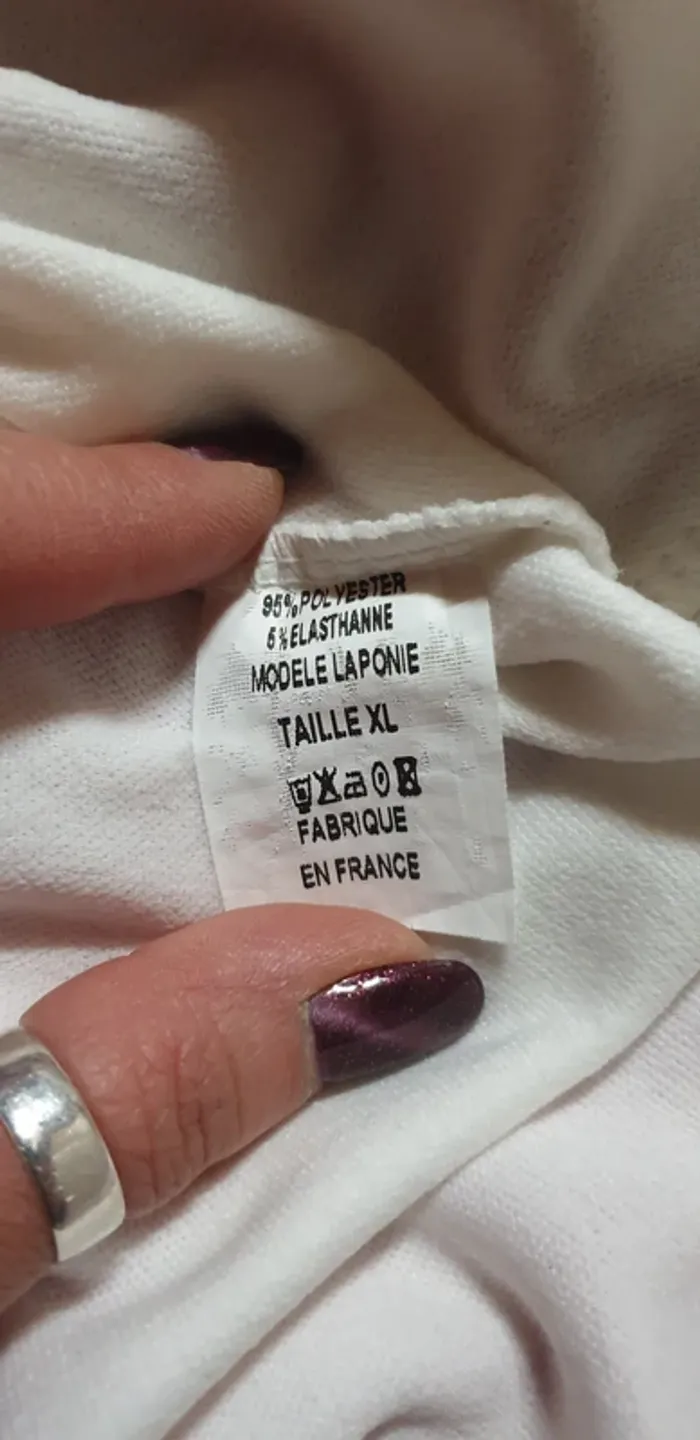 95%POLYESTER
5%ELASTHANNE
MODELE LAPONIE
TAILLE XL
FABRIQUE
EN FRANCE